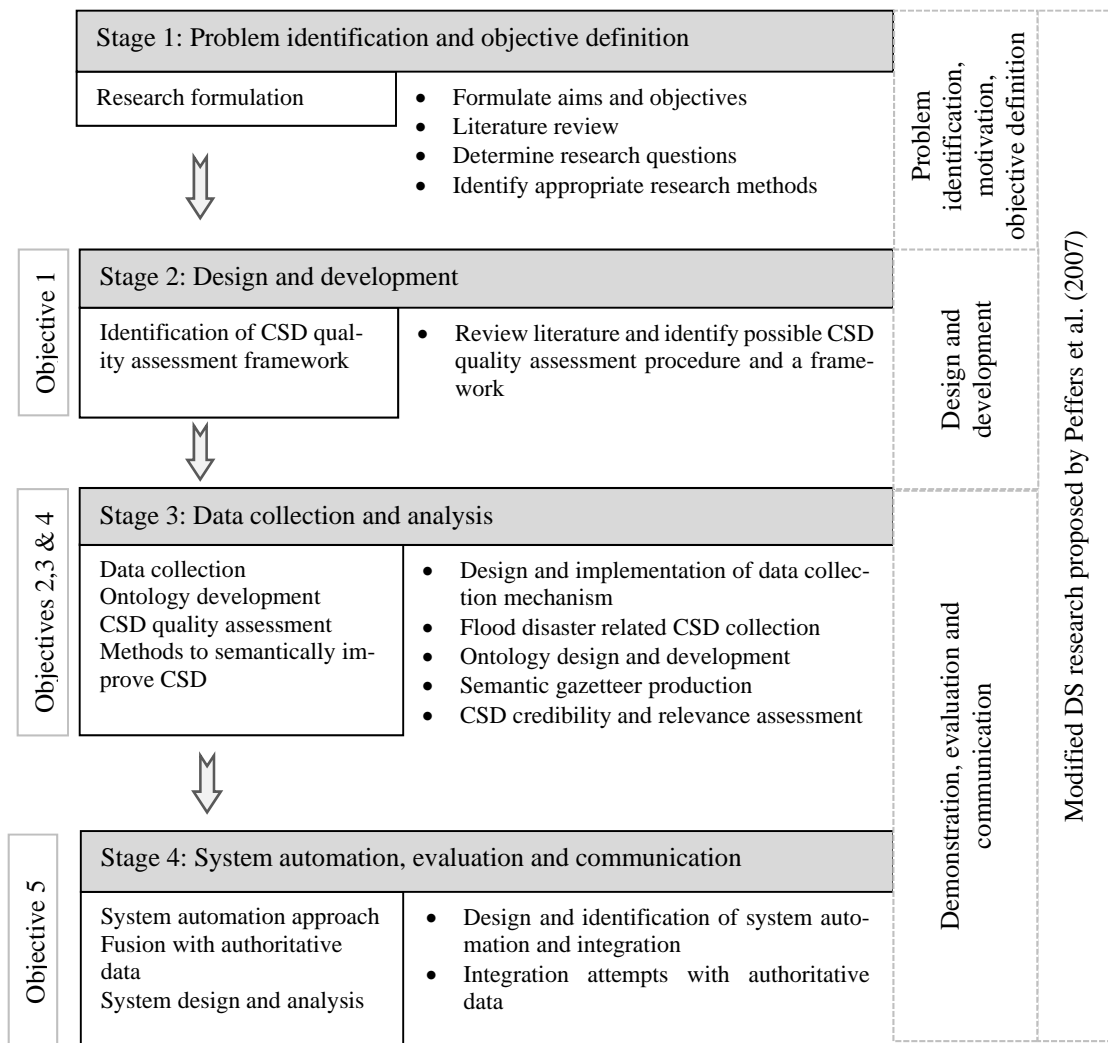 Stage 1: Problem identification and objective definition
Research formulation
• Formulate aims and objectives
• Literature review
• Determine research questions
• Identify appropriate research methods
Problem
identification,
motivation,
objective definition
Objective 1
Stage 2: Design and development
Identification of CSD qual-
ity assessment framework
• Review literature and identify possible CSD
quality assessment procedure and a frame-
work
Design and
development
Objectives 2,3 & 4
Stage 3: Data collection and analysis
Data collection
Ontology development
CSD quality assessment
Methods to semantically im-
prove CSD
• Design and implementation of data collec-
tion mechanism
• Flood disaster related CSD collection
• Ontology design and development
• Semantic gazetteer production
• CSD credibility and relevance assessment
Objective 5
Stage 4: System automation, evaluation and communication
System automation approach
Fusion with authoritative
data
System design and analysis
• Design and identification of system auto-
mation and integration
• Integration attempts with authoritative
data
Demonstration, evaluation and
communication
Modified DS research proposed by Peffers et al. (2007)